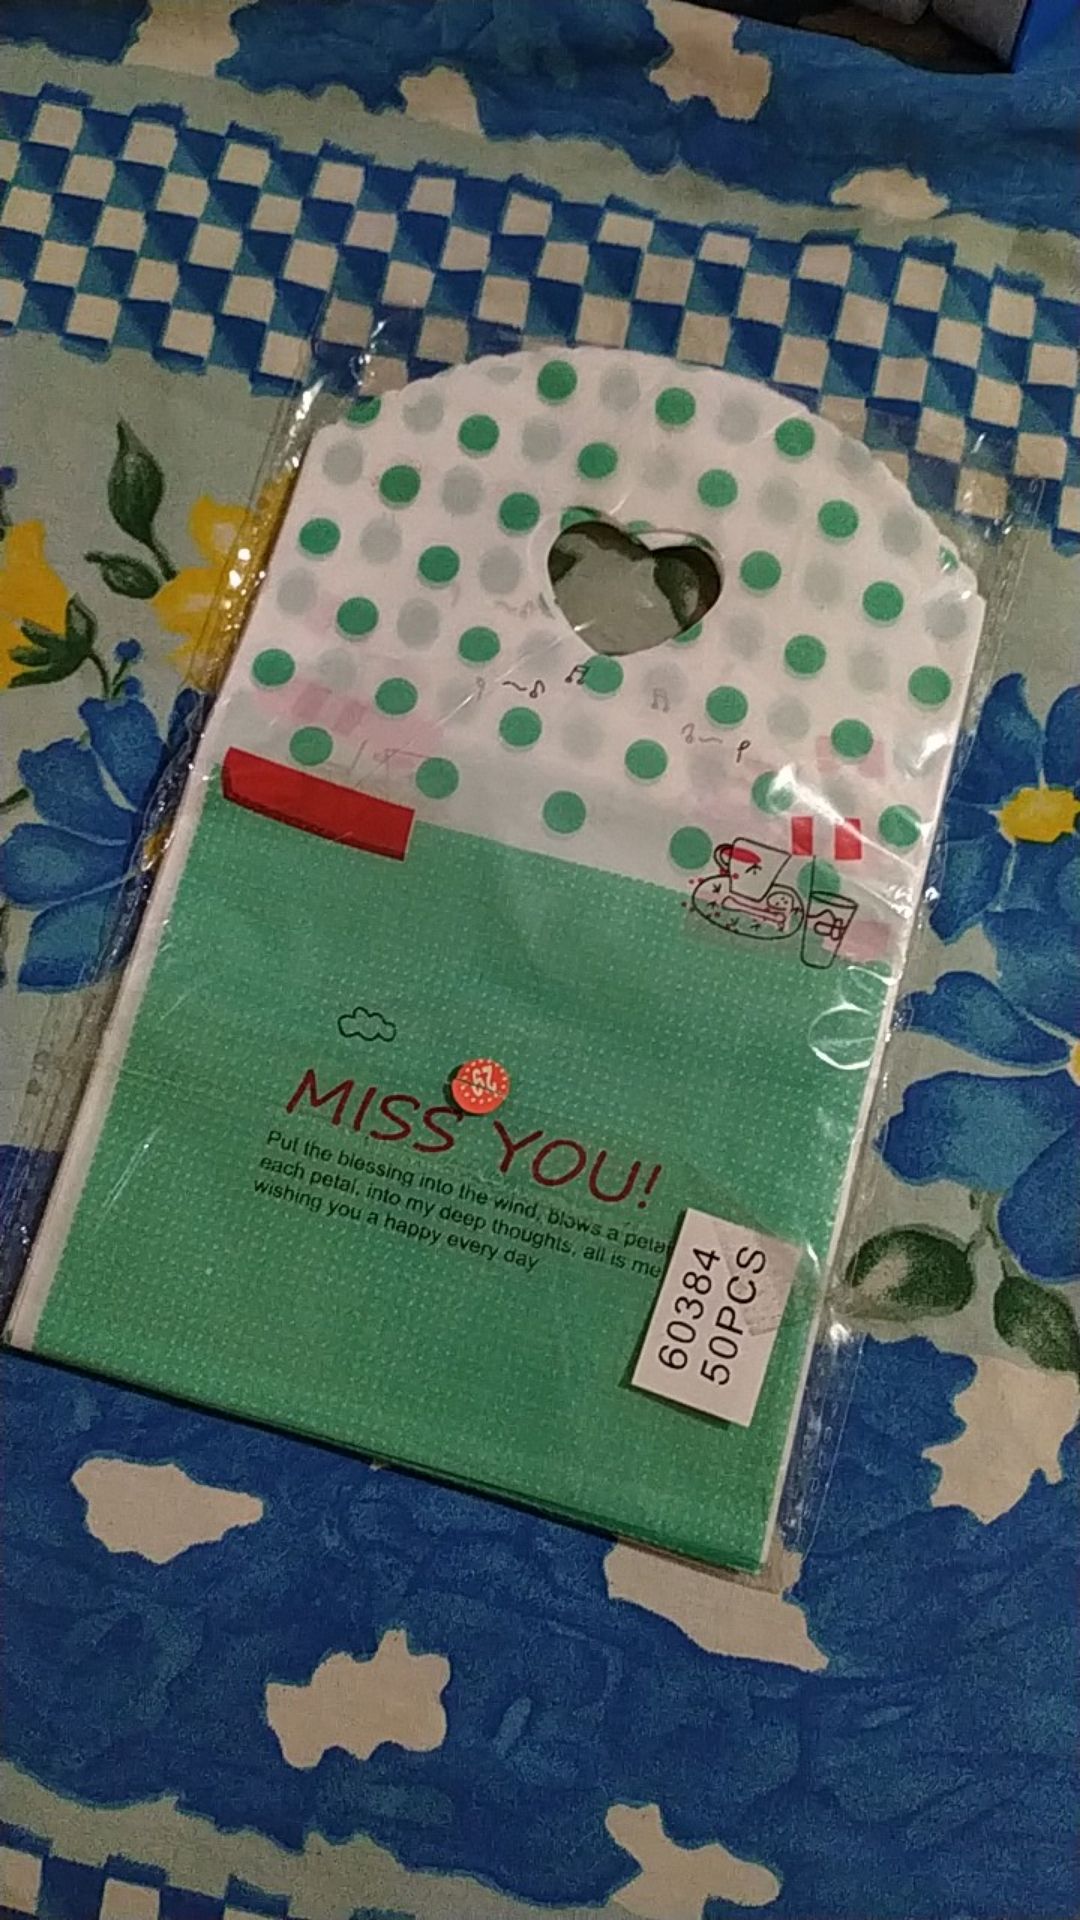 MISS YOU!
Put the blessing into the wind, blows a petal
each petal, into my deep thoughts, all is me
wishing you a happy every day
60384
50PCS